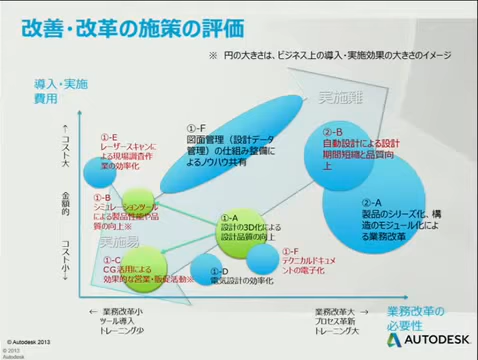 改善・改革の施策の評価
※ 円の大きさは、ビジネス上の導入・実施効果の大きさのイメージ
導入・実施
費用
実施難
①-E
レーザースキャンに
よる現場調査作
業の効率化
①-F
図面管理（設計データ
管理）の仕組み整備に
よるノウハウ共有
②-B
自動設計による設計
期間短縮と品質向
上
↑
コスト大
金額的
コスト小
↓
①-B
シミュレーションツール
による製品性能や品
質の向上※
②-A
製品のシリーズ化、構
造のモジュール化によ
る業務改革
①-A
設計の3D化による
設計品質の向上
実施易
①-C
CG活用による
効果的な営業・販促活動※
①-F
テクニカルドキュメ
ントの電子化
①-D
電気設計の効率化
← 業務改革小
ツール導入
トレーニング少
業務改革大 →
プロセス革新
トレーニング大
業務改革の
必要性
© Autodesk 2013
© 2013
Autodesk
AUTODESK